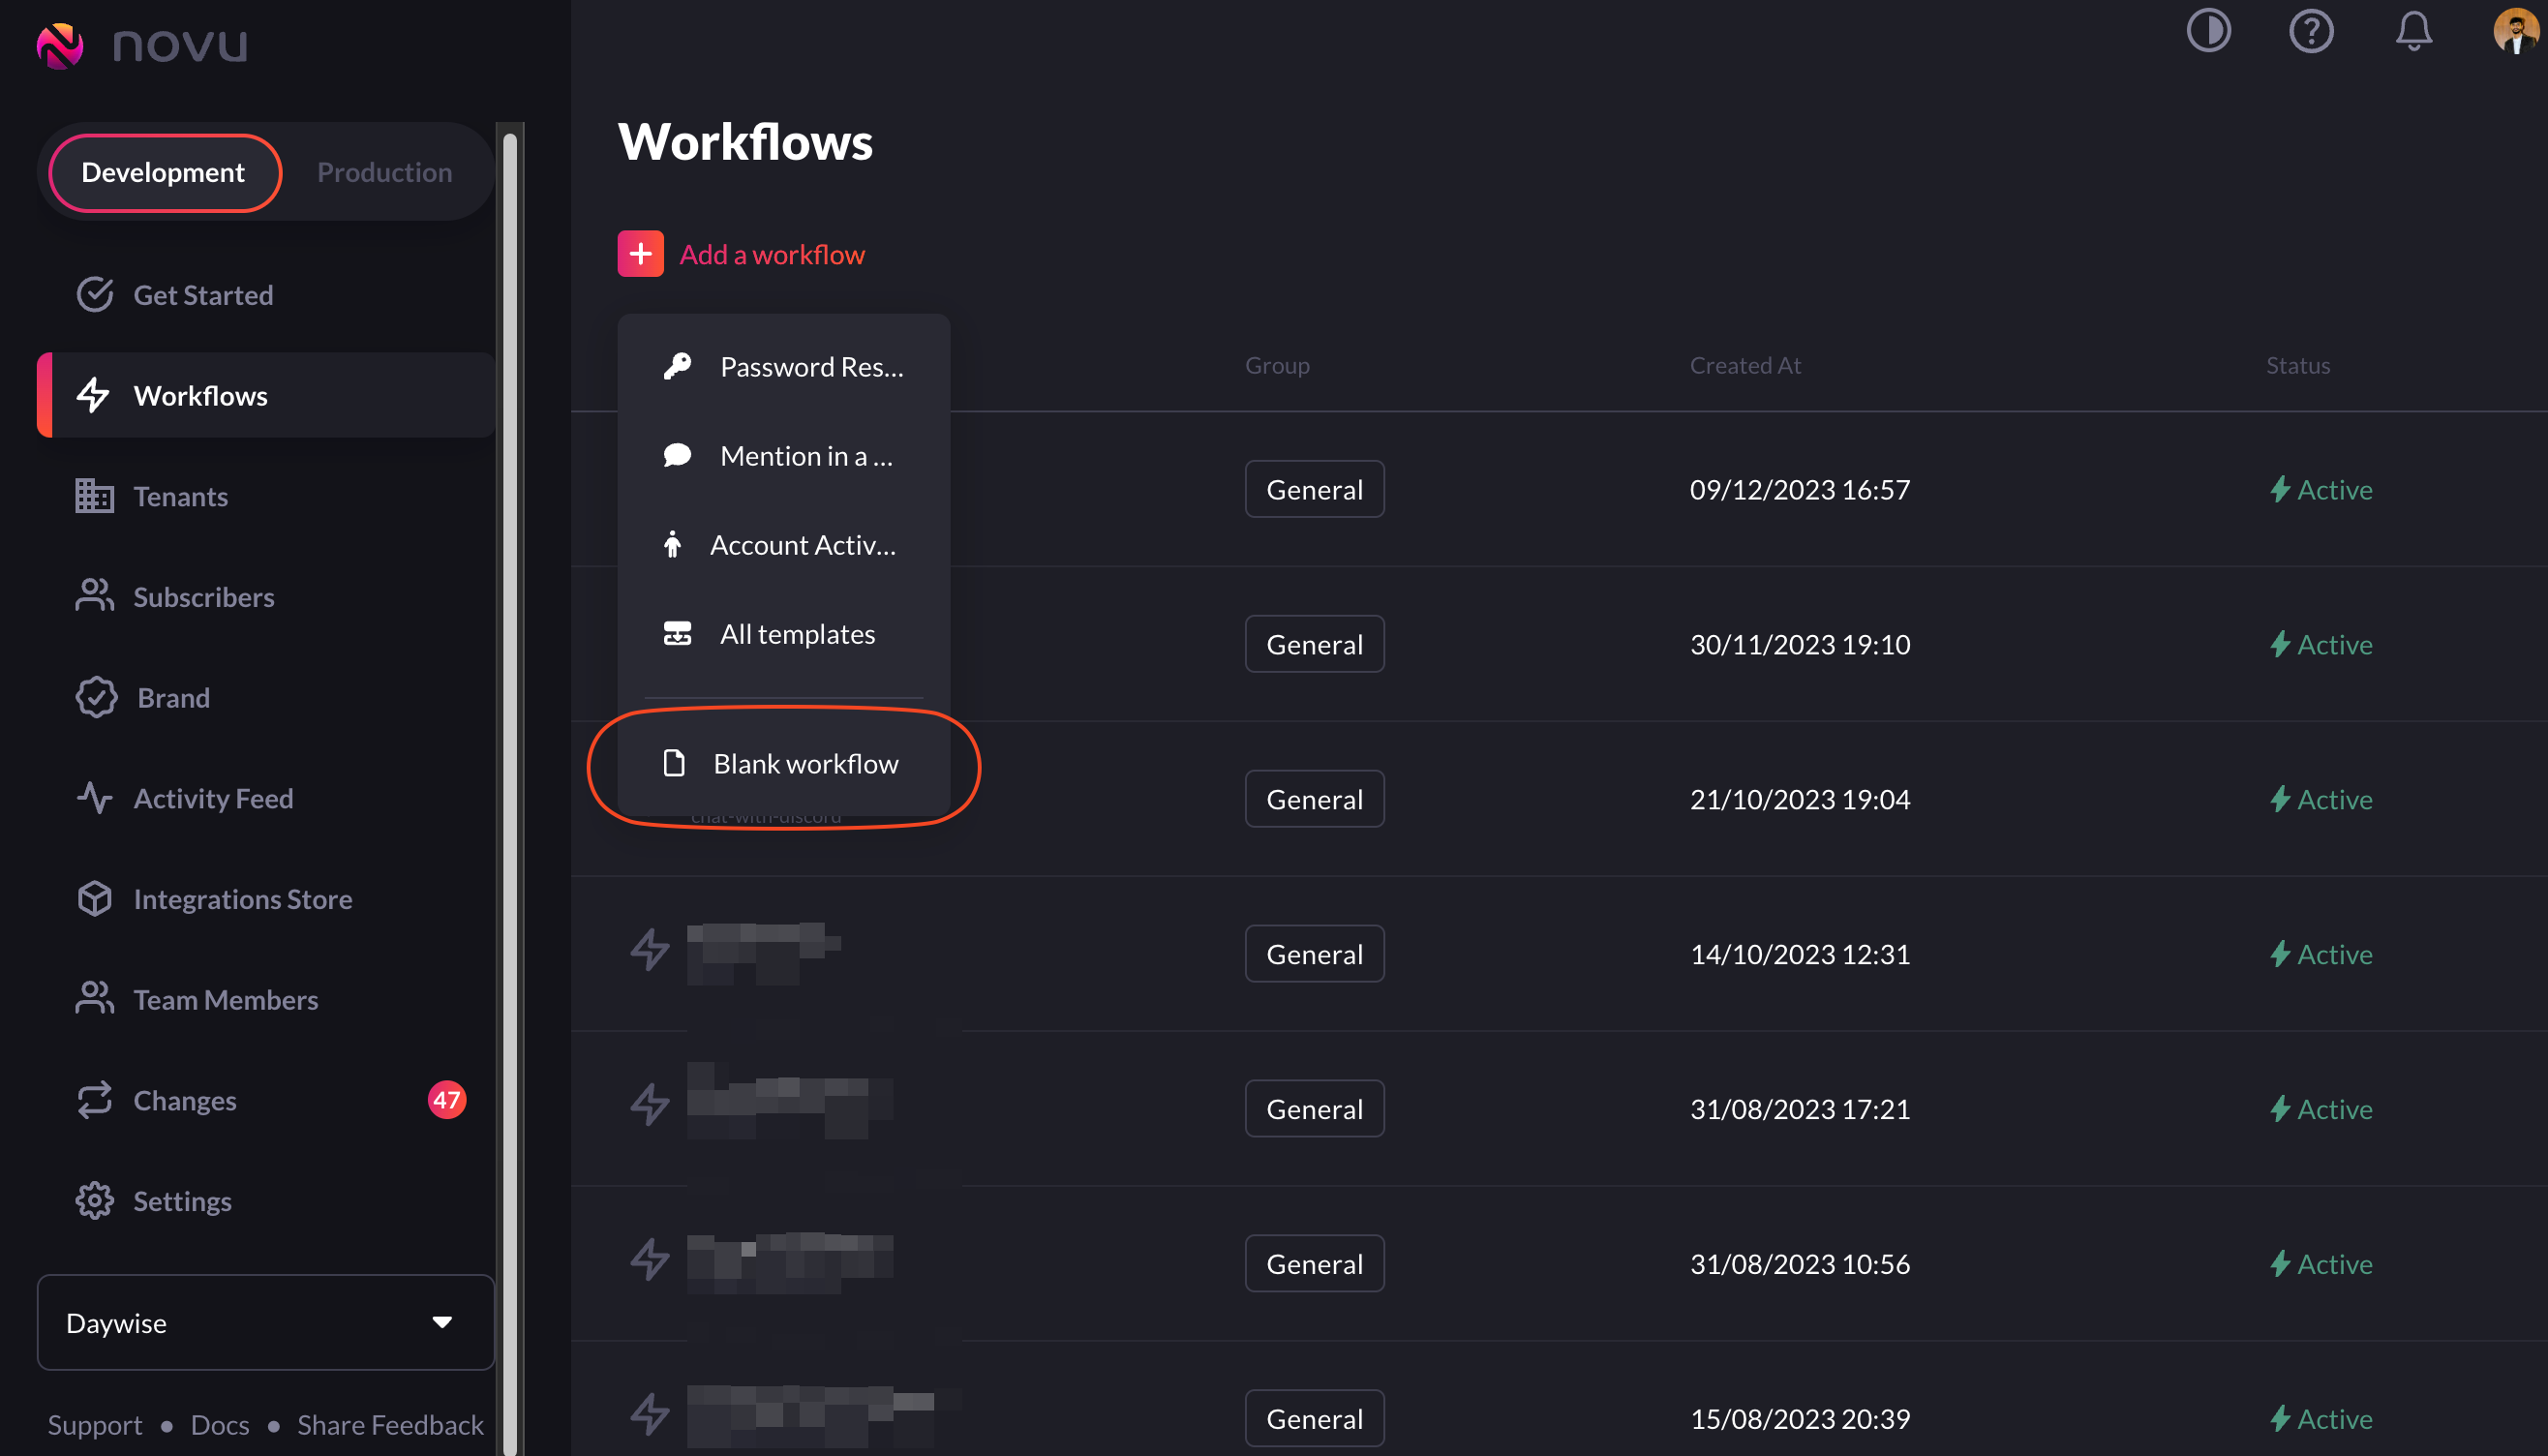 novu
Development Production
Get Started
Workflows
Tenants
Subscribers
Brand
Activity Feed
Integrations Store
Team Members
Changes 47
Settings
Daywise
Support • Docs • Share Feedback
Workflows
Add a workflow
Password Res...
Mention in a ...
Account Activ...
All templates
Blank workflow
chat-with-discord
Group Created At Status
General 09/12/2023 16:57 Active
General 30/11/2023 19:10 Active
General 21/10/2023 19:04 Active
General 14/10/2023 12:31 Active
General 31/08/2023 17:21 Active
General 31/08/2023 10:56 Active
General 15/08/2023 20:39 Active